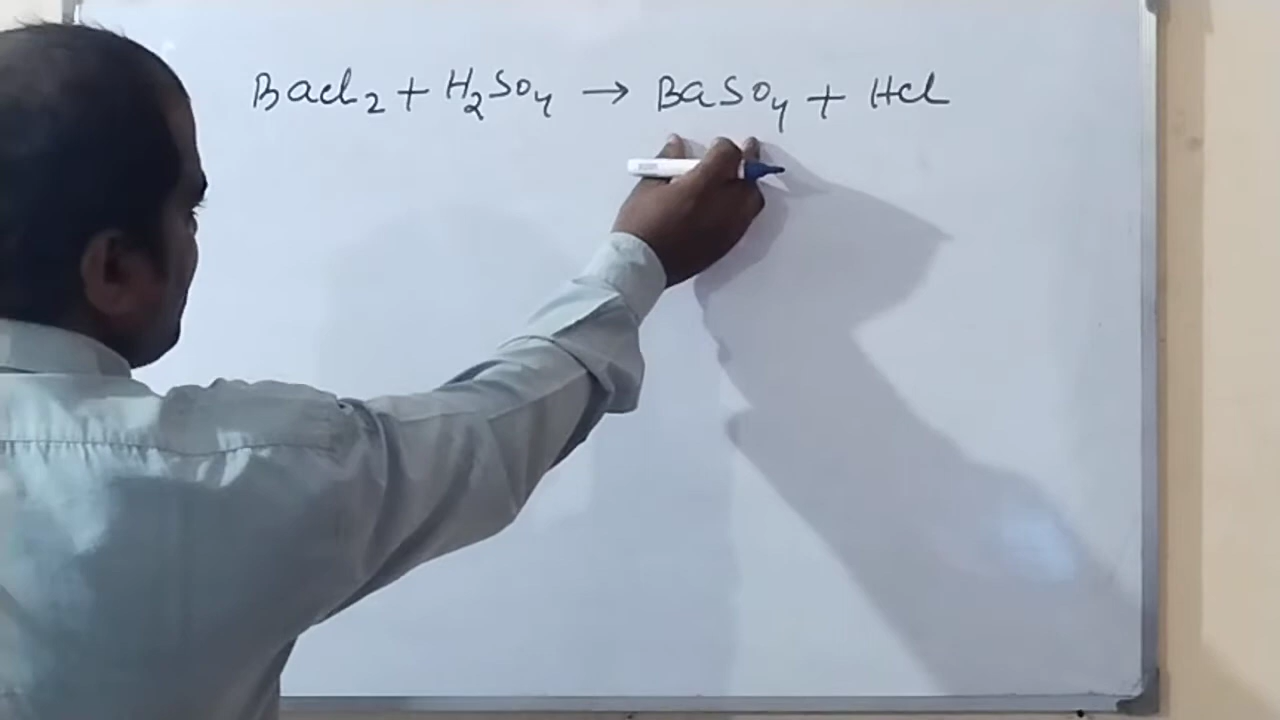 BaCl₂ + H₂SO₄ → BaSO₄ + HCl